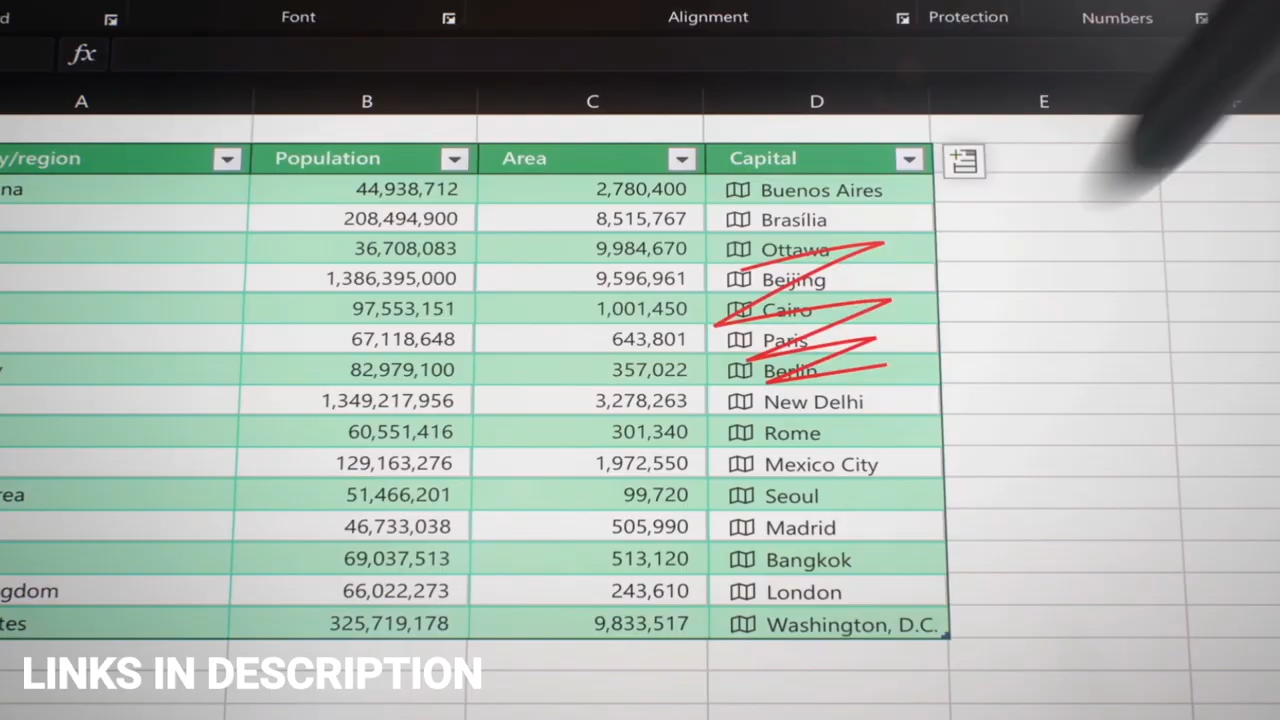 d Font Alignment Protection Numbers
fx
A B C D E
y/region Population Area Capital
na 44,938,712 2,780,400 Buenos Aires
208,494,900 8,515,767 Brasília
36,708,083 9,984,670 Ottawa
1,386,395,000 9,596,961 Beijing
97,553,151 1,001,450 Cairo
67,118,648 643,801 Paris
y 82,979,100 357,022 Berlin
1,349,217,956 3,278,263 New Delhi
60,551,416 301,340 Rome
129,163,276 1,972,550 Mexico City
rea 51,466,201 99,720 Seoul
46,733,038 505,990 Madrid
69,037,513 513,120 Bangkok
gdom 66,022,273 243,610 London
tes 325,719,178 9,833,517 Washington, D.C.
LINKS IN DESCRIPTION